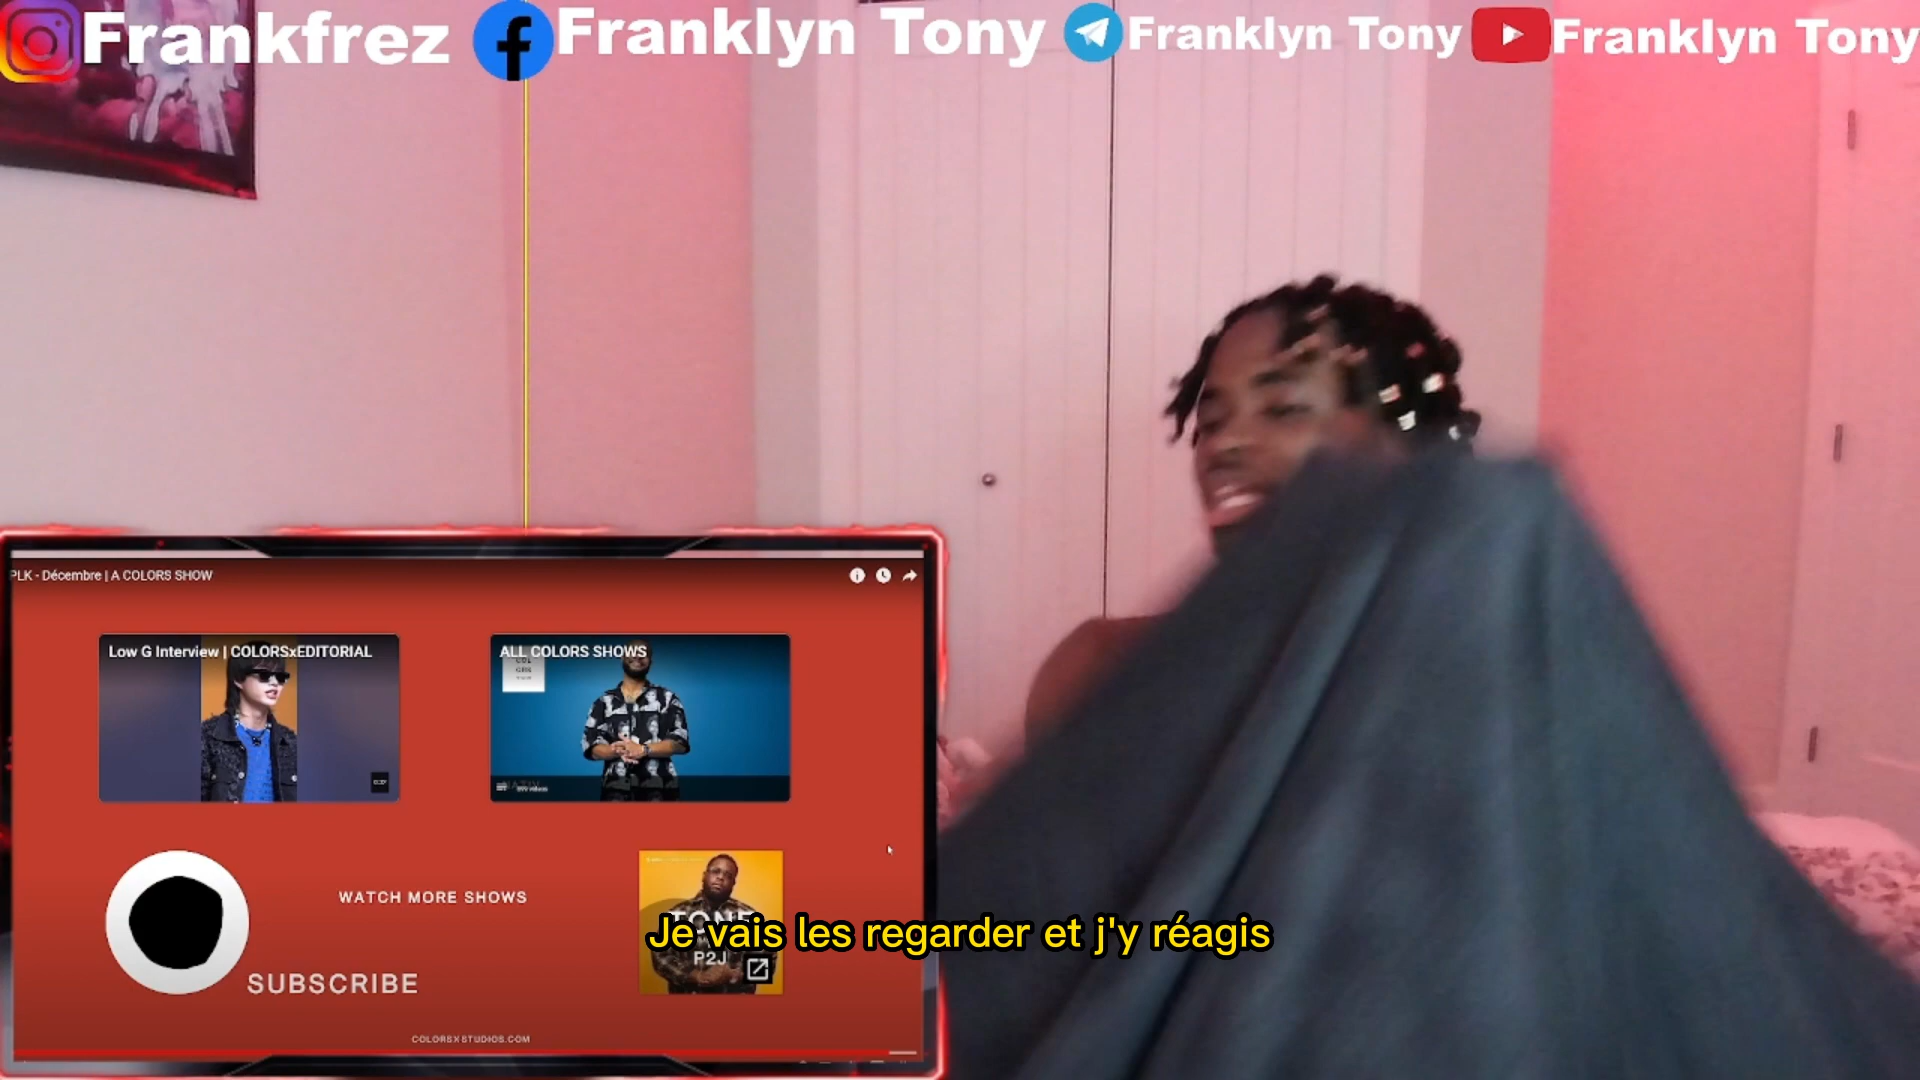 Frankfrez Franklyn Tony Franklyn Tony Franklyn Tony
PLK - Décembre | A COLORS SHOW
Low G Interview | COLORSxEDITORIAL
ALL COLORS SHOWS
WATCH MORE SHOWS
TONE
P2J
Je vais les regarder et j'y réagis
SUBSCRIBE
COLORSXSTUDIOS.COM